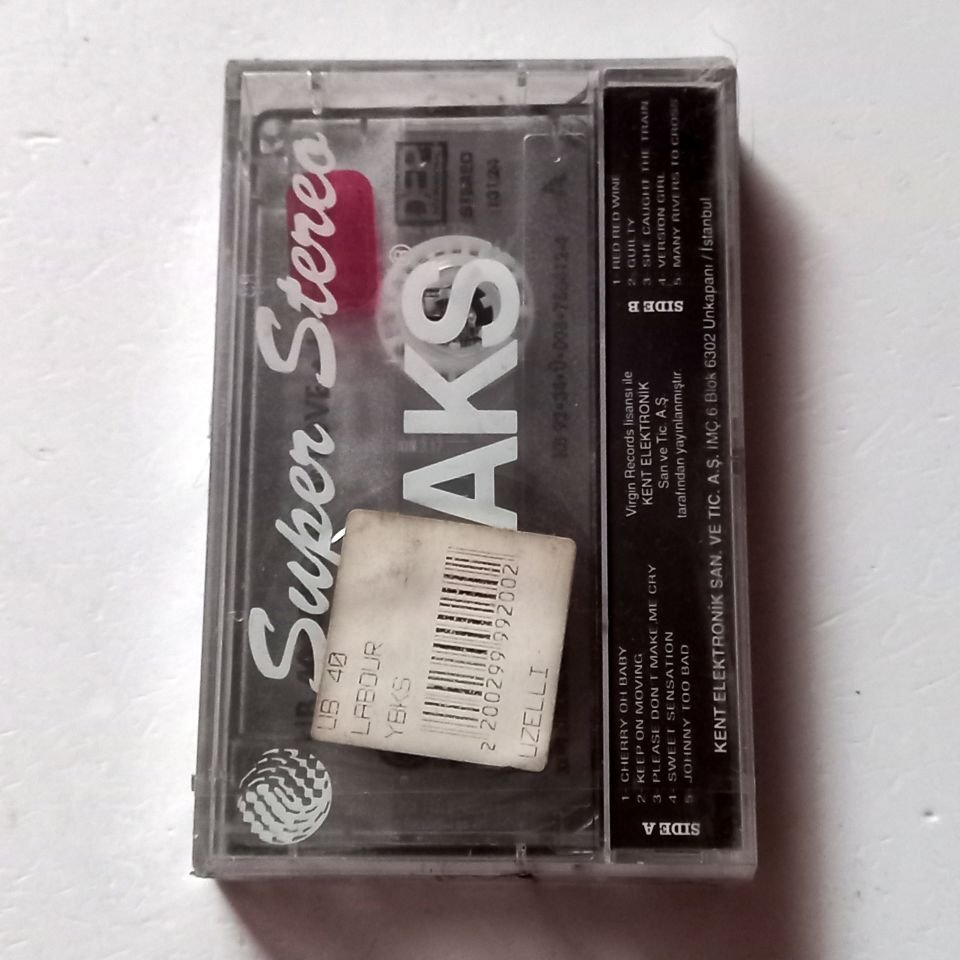 Super Stereo
RAKS
®
STEREO
A
UB 40
LABOUR
YBKS
2 200299 992002
UZELLI
SIDE A
1- CHERRY OH BABY
2- KEEP ON MOVING
3- PLEASE DON'T MAKE ME CRY
4- SWEET SENSATION
5- JOHNNY TOO BAD
Virgin Records lisansı ile
KENT ELEKTRONİK
San ve Tic. A.Ş.
tarafından yayınlanmıştır.
SIDE B
1- RED RED WINE
2- GUILTY
3- SHE CAUGHT THE TRAIN
4- VERSION GIRL
5- MANY RIVERS TO CROSS
KENT ELEKTRONİK SAN. VE TIC. A.Ş. İMÇ 6 Blok 6302 Unkapanı / İstanbul